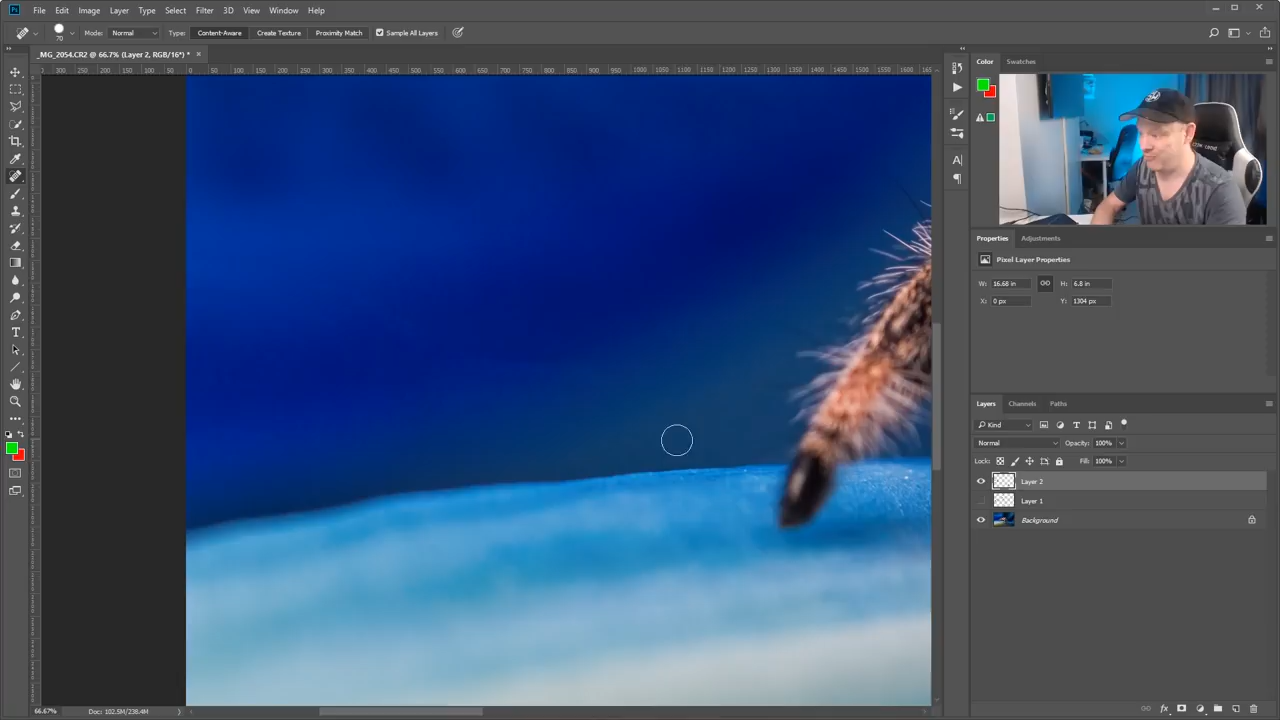 Ps File Edit Image Layer Type Select Filter 3D View Window Help
70 Mode: Normal Type: Content-Aware Create Texture Proximity Match Sample All Layers
_MG_2054.CR2 @ 66.7% (Layer 2, RGB/16*) *
Color Swatches
Properties Adjustments
Pixel Layer Properties
W: 16.68 in H: 6.8 in
X: 0 px Y: 1304 px
Layers Channels Paths
Kind
Normal Opacity: 100%
Lock: Fill: 100%
Layer 2
Layer 1
Background
66.67% Doc: 102.5M/238.4M